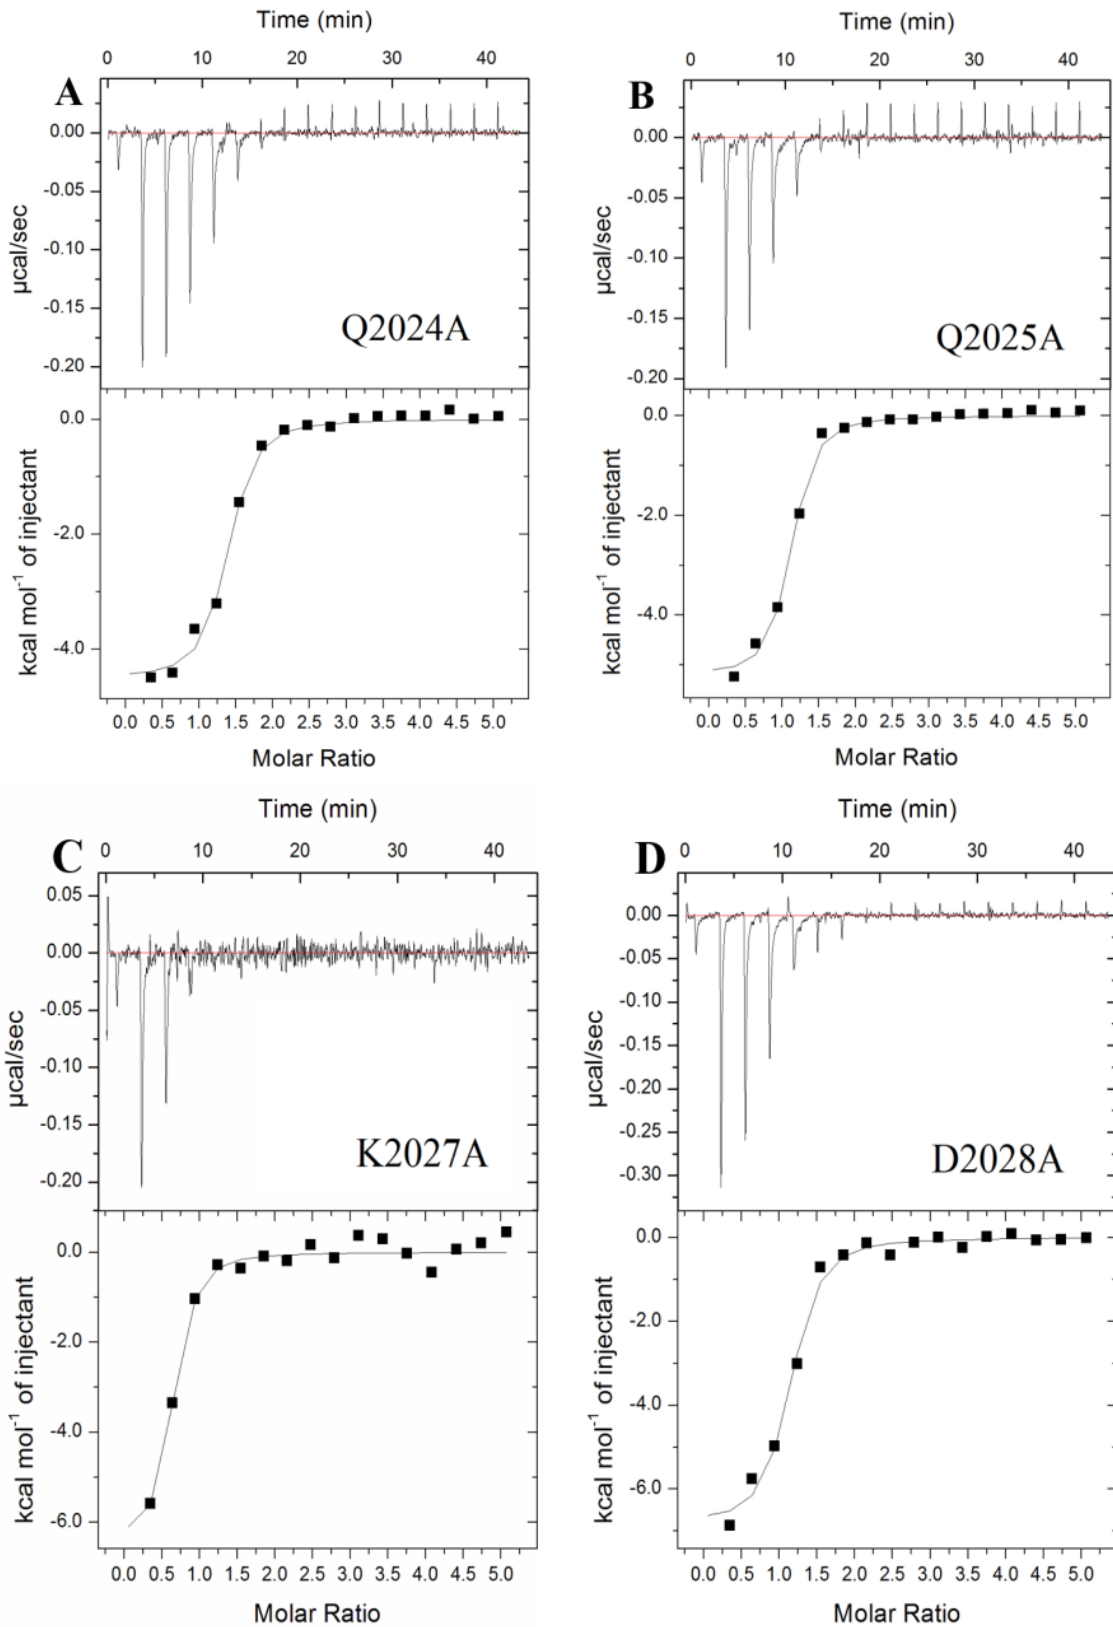 Time (min)
0 10 20 30 40
A
0.00
-0.05
-0.10
-0.15
-0.20
µcal/sec
Q2024A
0.0
-2.0
-4.0
kcal mol⁻¹ of injectant
0.0 0.5 1.0 1.5 2.0 2.5 3.0 3.5 4.0 4.5 5.0
Molar Ratio
Time (min)
0 10 20 30 40
B
0.00
-0.05
-0.10
-0.15
-0.20
µcal/sec
Q2025A
0.0
-2.0
-4.0
kcal mol⁻¹ of injectant
0.0 0.5 1.0 1.5 2.0 2.5 3.0 3.5 4.0 4.5 5.0
Molar Ratio
Time (min)
0 10 20 30 40
C
0.05
0.00
-0.05
-0.10
-0.15
-0.20
µcal/sec
K2027A
0.0
-2.0
-4.0
-6.0
kcal mol⁻¹ of injectant
0.0 0.5 1.0 1.5 2.0 2.5 3.0 3.5 4.0 4.5 5.0
Molar Ratio
Time (min)
0 10 20 30 40
D
0.00
-0.05
-0.10
-0.15
-0.20
-0.25
-0.30
µcal/sec
D2028A
0.0
-2.0
-4.0
-6.0
kcal mol⁻¹ of injectant
0.0 0.5 1.0 1.5 2.0 2.5 3.0 3.5 4.0 4.5 5.0
Molar Ratio